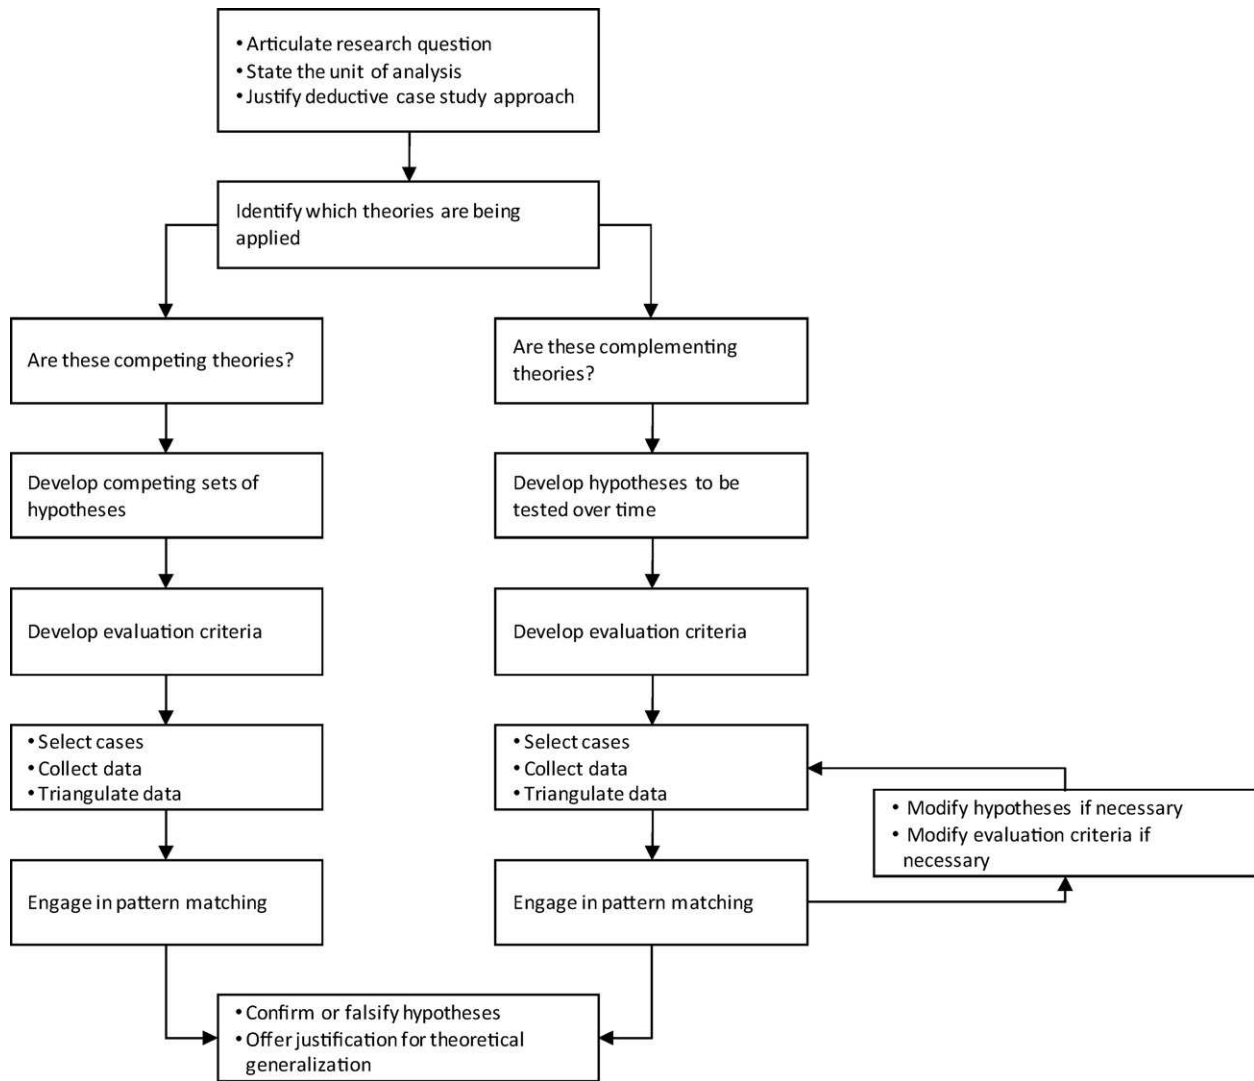 • Articulate research question
• State the unit of analysis
• Justify deductive case study approach
Identify which theories are being
applied
Are these competing theories?
Are these complementing
theories?
Develop competing sets of
hypotheses
Develop hypotheses to be
tested over time
Develop evaluation criteria
Develop evaluation criteria
• Select cases
• Collect data
• Triangulate data
• Select cases
• Collect data
• Triangulate data
• Modify hypotheses if necessary
• Modify evaluation criteria if
necessary
Engage in pattern matching
Engage in pattern matching
• Confirm or falsify hypotheses
• Offer justification for theoretical
generalization